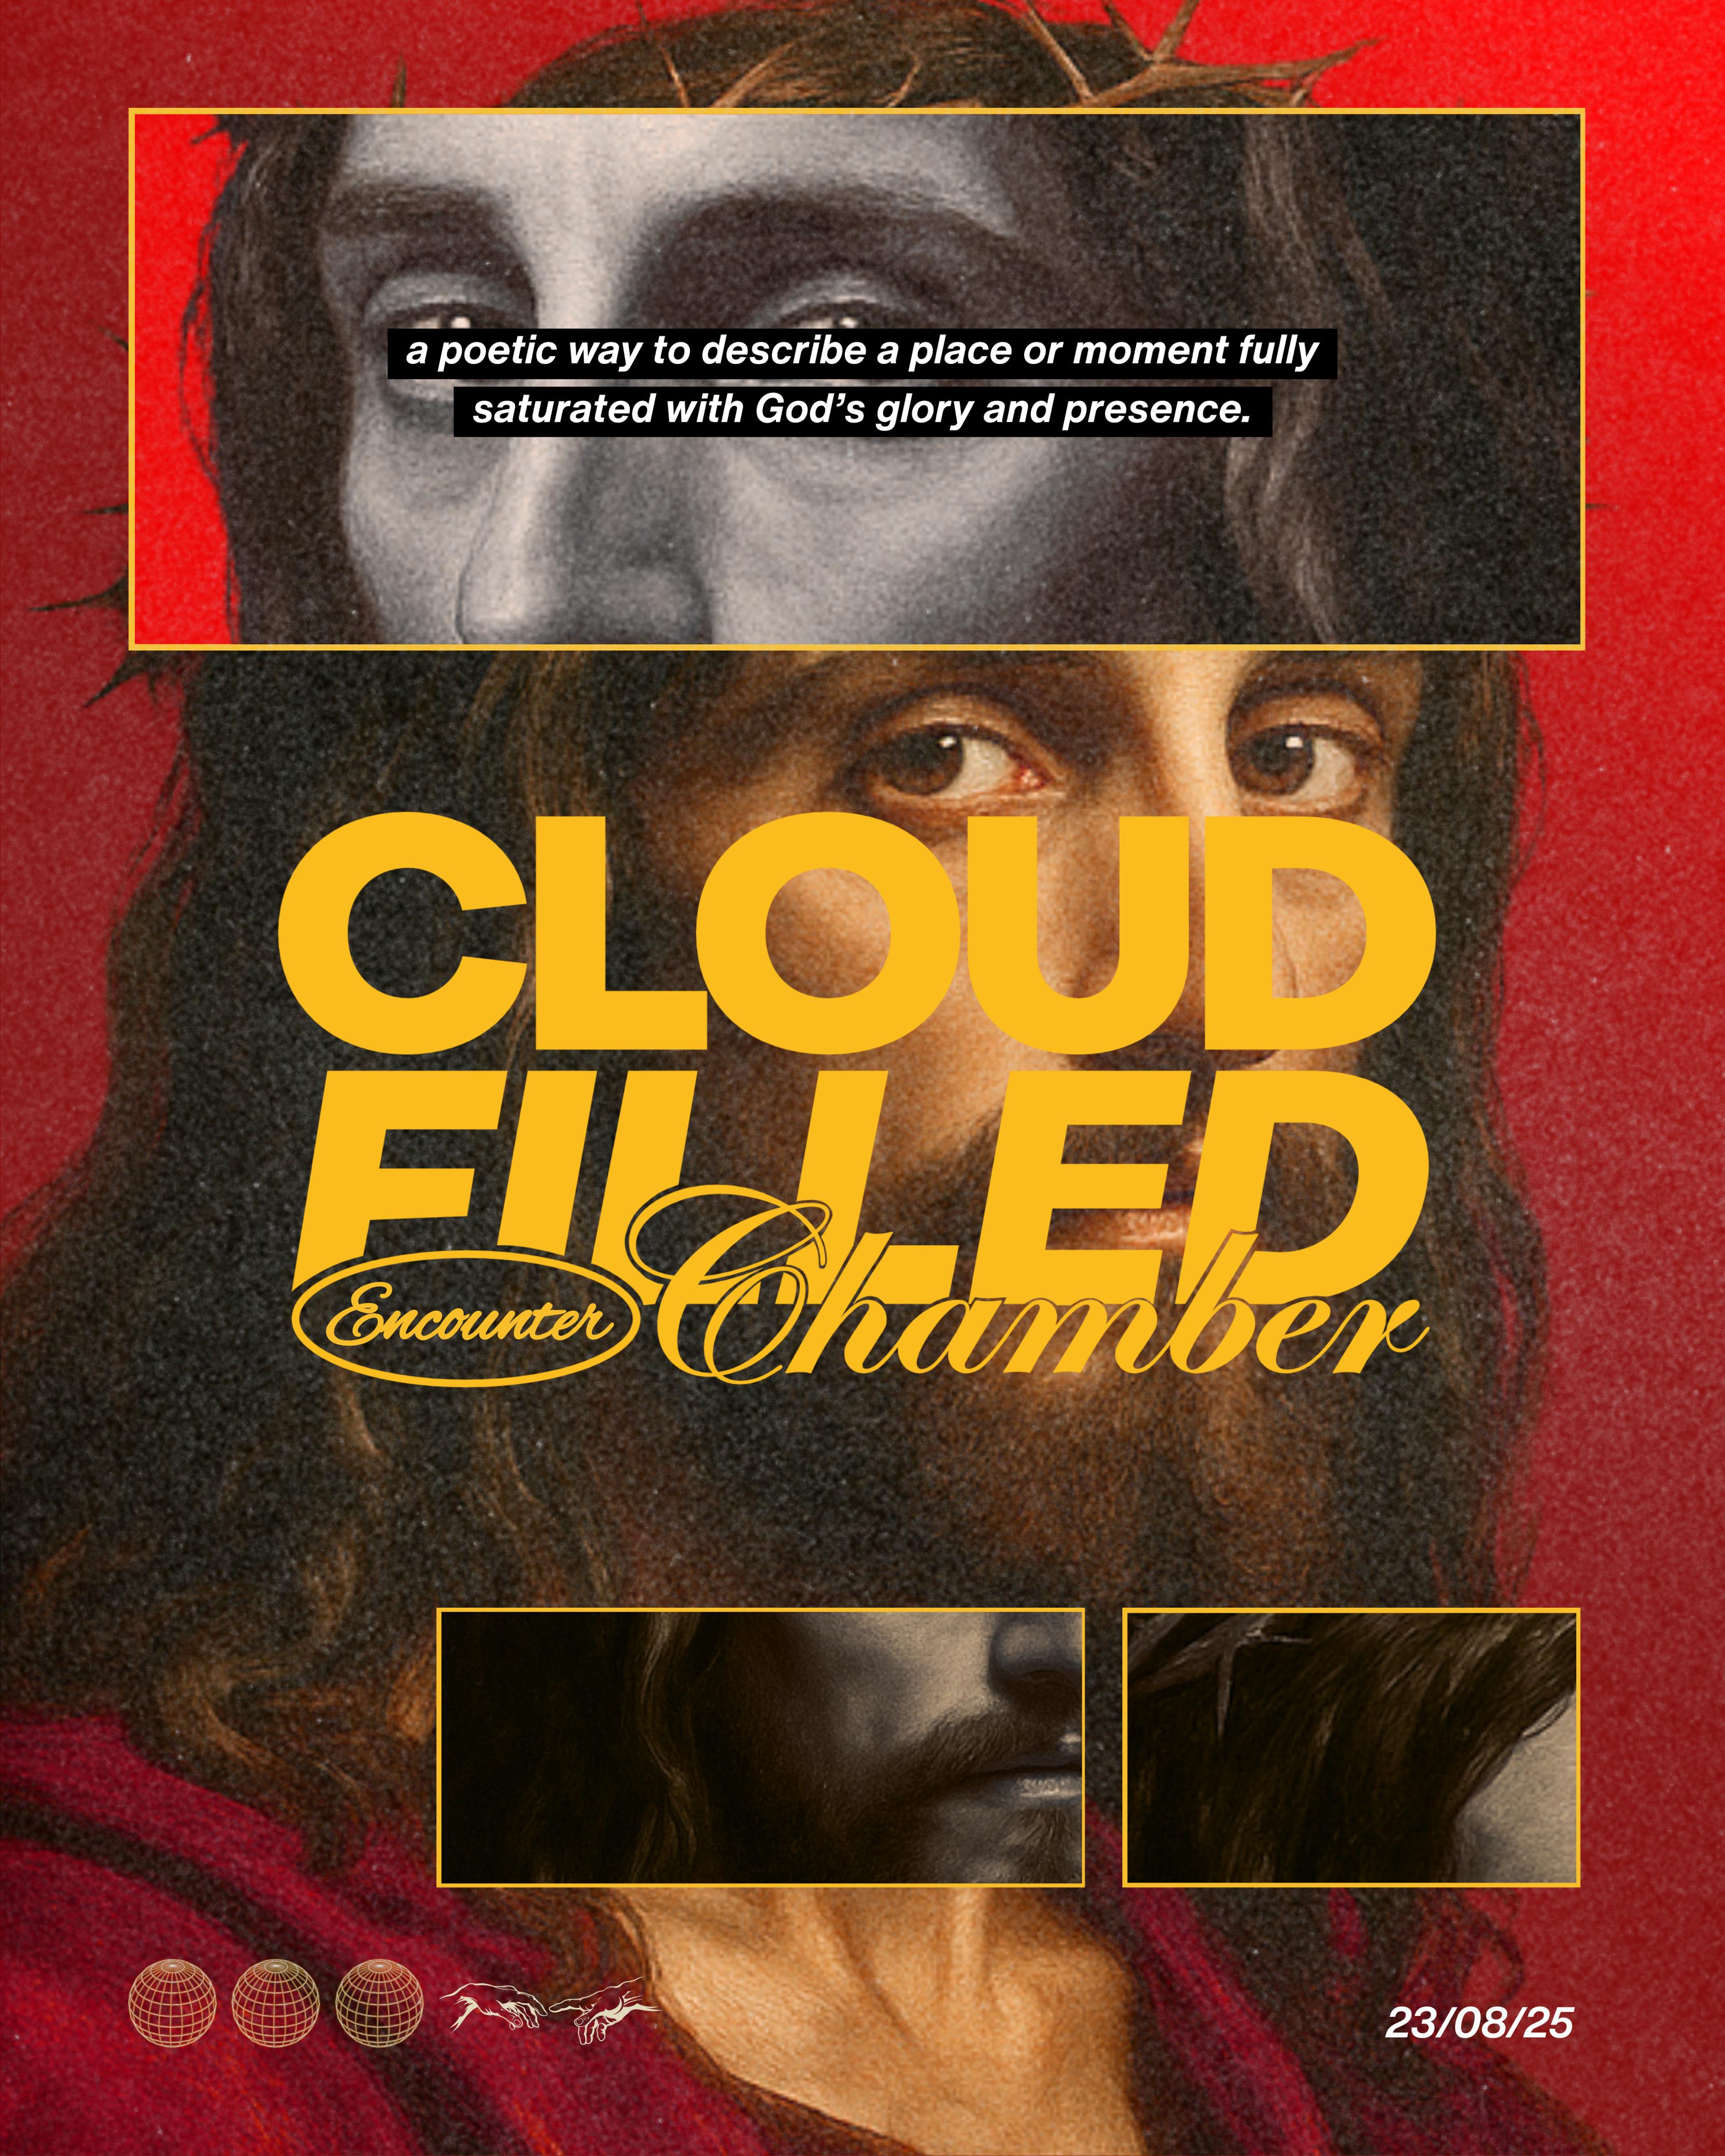 a poetic way to describe a place or moment fully
saturated with God’s glory and presence.
CLOUD
FILLED
Encounter Chamber
23/08/25